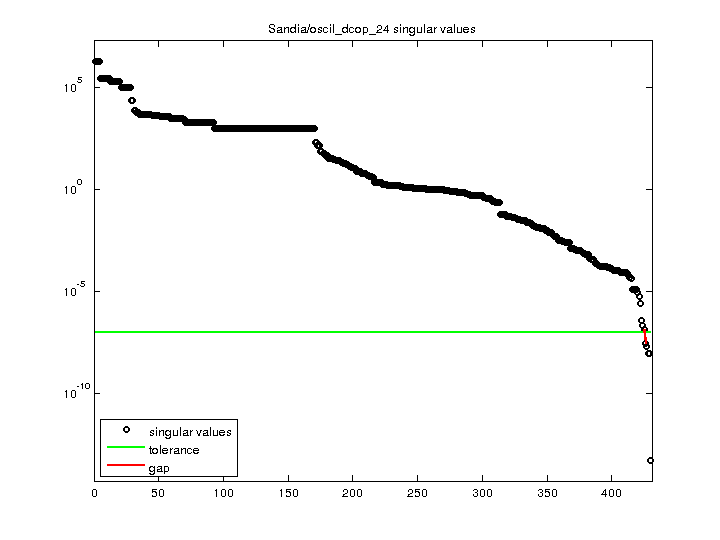 Sandia/oscil_dcop_24 singular values
10^5
10^0
10^-5
10^-10
singular values
tolerance
gap
0 50 100 150 200 250 300 350 400